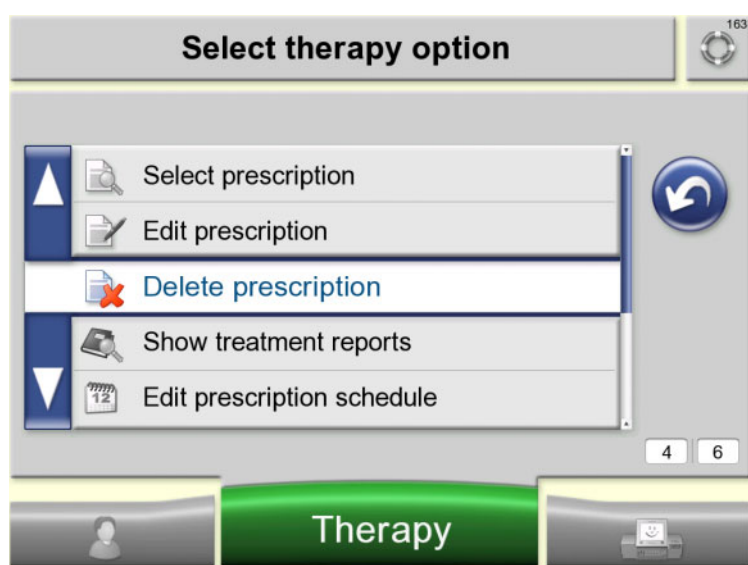 Select therapy option
163
Select prescription
Edit prescription
Delete prescription
Show treatment reports
12
Edit prescription schedule
4 6
Therapy